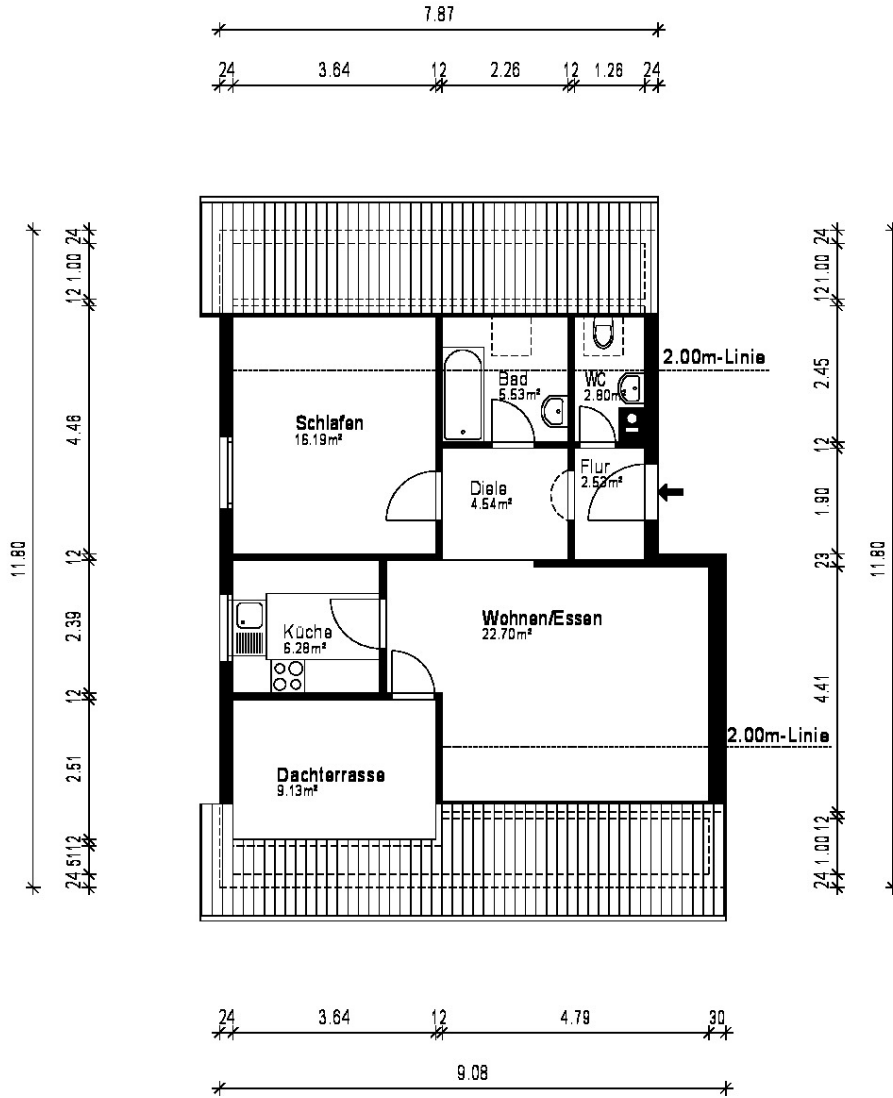 7.87
24 3.64 12 2.26 12 1.26 24
24
1.00
12
4.46
12
2.39
12
2.51
12
51
24
11.80
24
1.00
12
2.45
12
1.90
23
4.41
12
1.00
24
11.80
2.00m-Linie
Bad
5.53m²
WC
2.80m²
Schlafen
16.19m²
Flur
2.53m²
Diele
4.54m²
Wohnen/Essen
22.70m²
Küche
6.28m²
2.00m-Linie
Dachterrasse
9.13m²
24 3.64 12 4.79 30
9.08